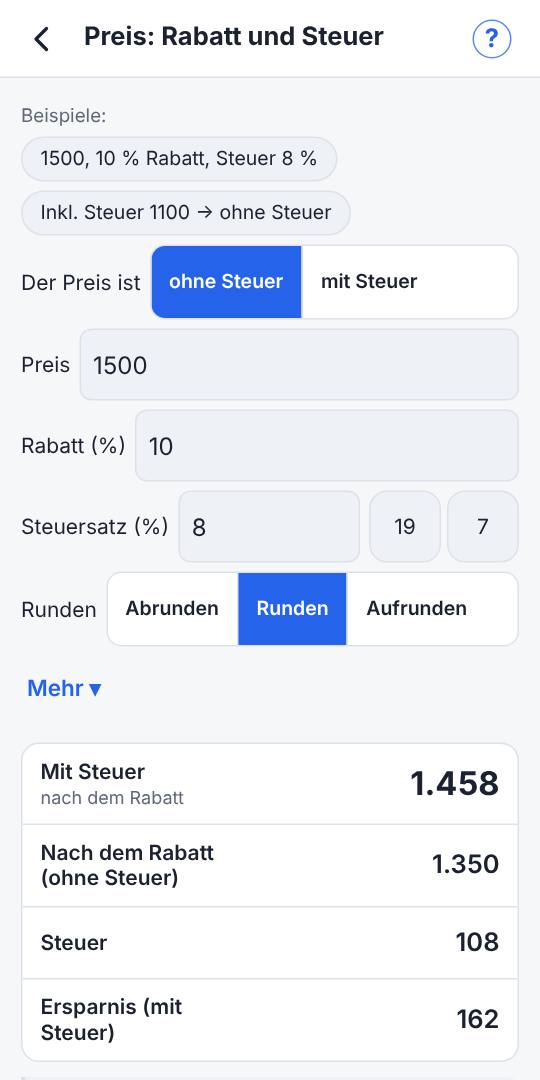 Preis: Rabatt und Steuer
?
Beispiele:
1500, 10 % Rabatt, Steuer 8 %
Inkl. Steuer 1100 → ohne Steuer
Der Preis ist ohne Steuer mit Steuer
Preis 1500
Rabatt (%) 10
Steuersatz (%) 8 19 7
Runden Abrunden Runden Aufrunden
Mehr ▾
Mit Steuer 1.458
nach dem Rabatt
Nach dem Rabatt
(ohne Steuer) 1.350
Steuer 108
Ersparnis (mit
Steuer) 162